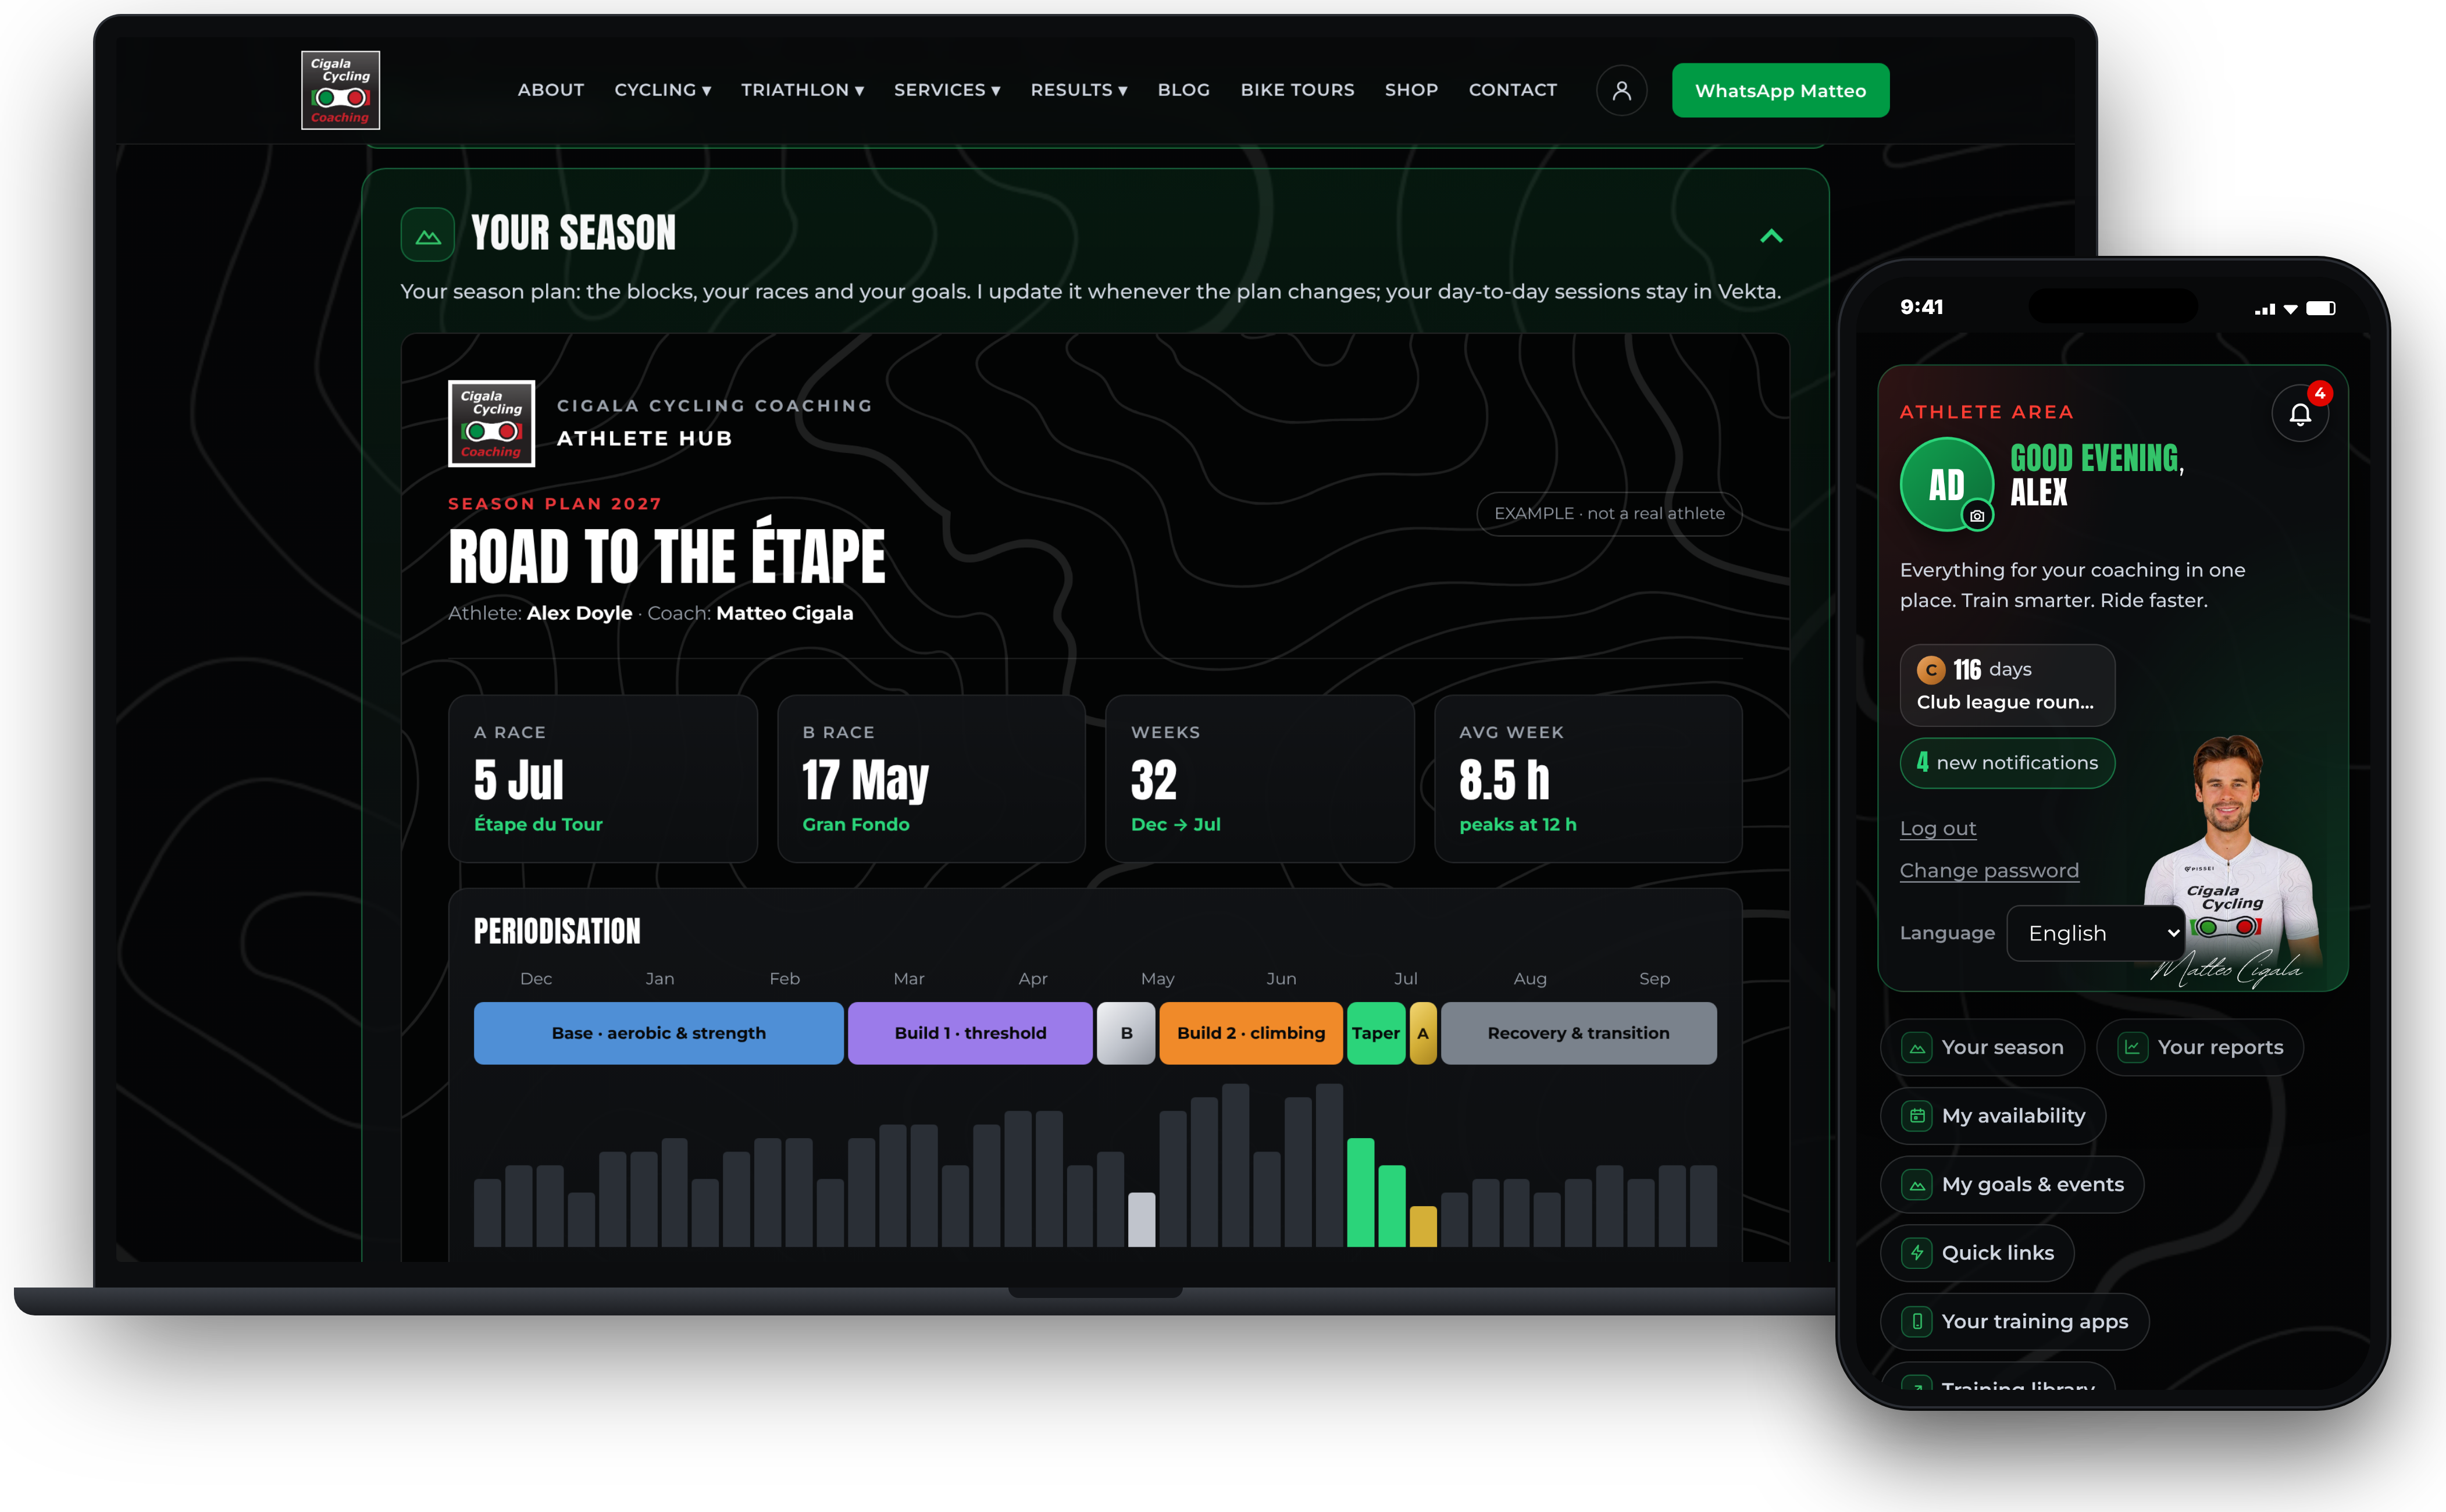 Cigala
Cycling
Coaching
ABOUT
CYCLING ▾
TRIATHLON ▾
SERVICES ▾
RESULTS ▾
BLOG
BIKE TOURS
SHOP
CONTACT
WhatsApp Matteo
YOUR SEASON
Your season plan: the blocks, your races and your goals. I update it whenever the plan changes; your day-to-day sessions stay in Vekta.
Cigala
Cycling
Coaching
CIGALA CYCLING COACHING
ATHLETE HUB
SEASON PLAN 2027
ROAD TO THE ÉTAPE
EXAMPLE · not a real athlete
Athlete: Alex Doyle · Coach: Matteo Cigala
A RACE
5 Jul
Étape du Tour
B RACE
17 May
Gran Fondo
WEEKS
32
Dec → Jul
AVG WEEK
8.5 h
peaks at 12 h
PERIODISATION
Dec Jan Feb Mar Apr May Jun Jul Aug Sep
Base · aerobic & strength
Build 1 · threshold
B
Build 2 · climbing
Taper
A
Recovery & transition
9:41
ATHLETE AREA
4
AD
GOOD EVENING,
ALEX
Everything for your coaching in one
place. Train smarter. Ride faster.
C 116 days
Club league roun...
4 new notifications
Log out
Change password
Language English
PISSEI
Cigala
Cycling
Matteo Cigala
Your season
Your reports
My availability
My goals & events
Quick links
Your training apps
Training library